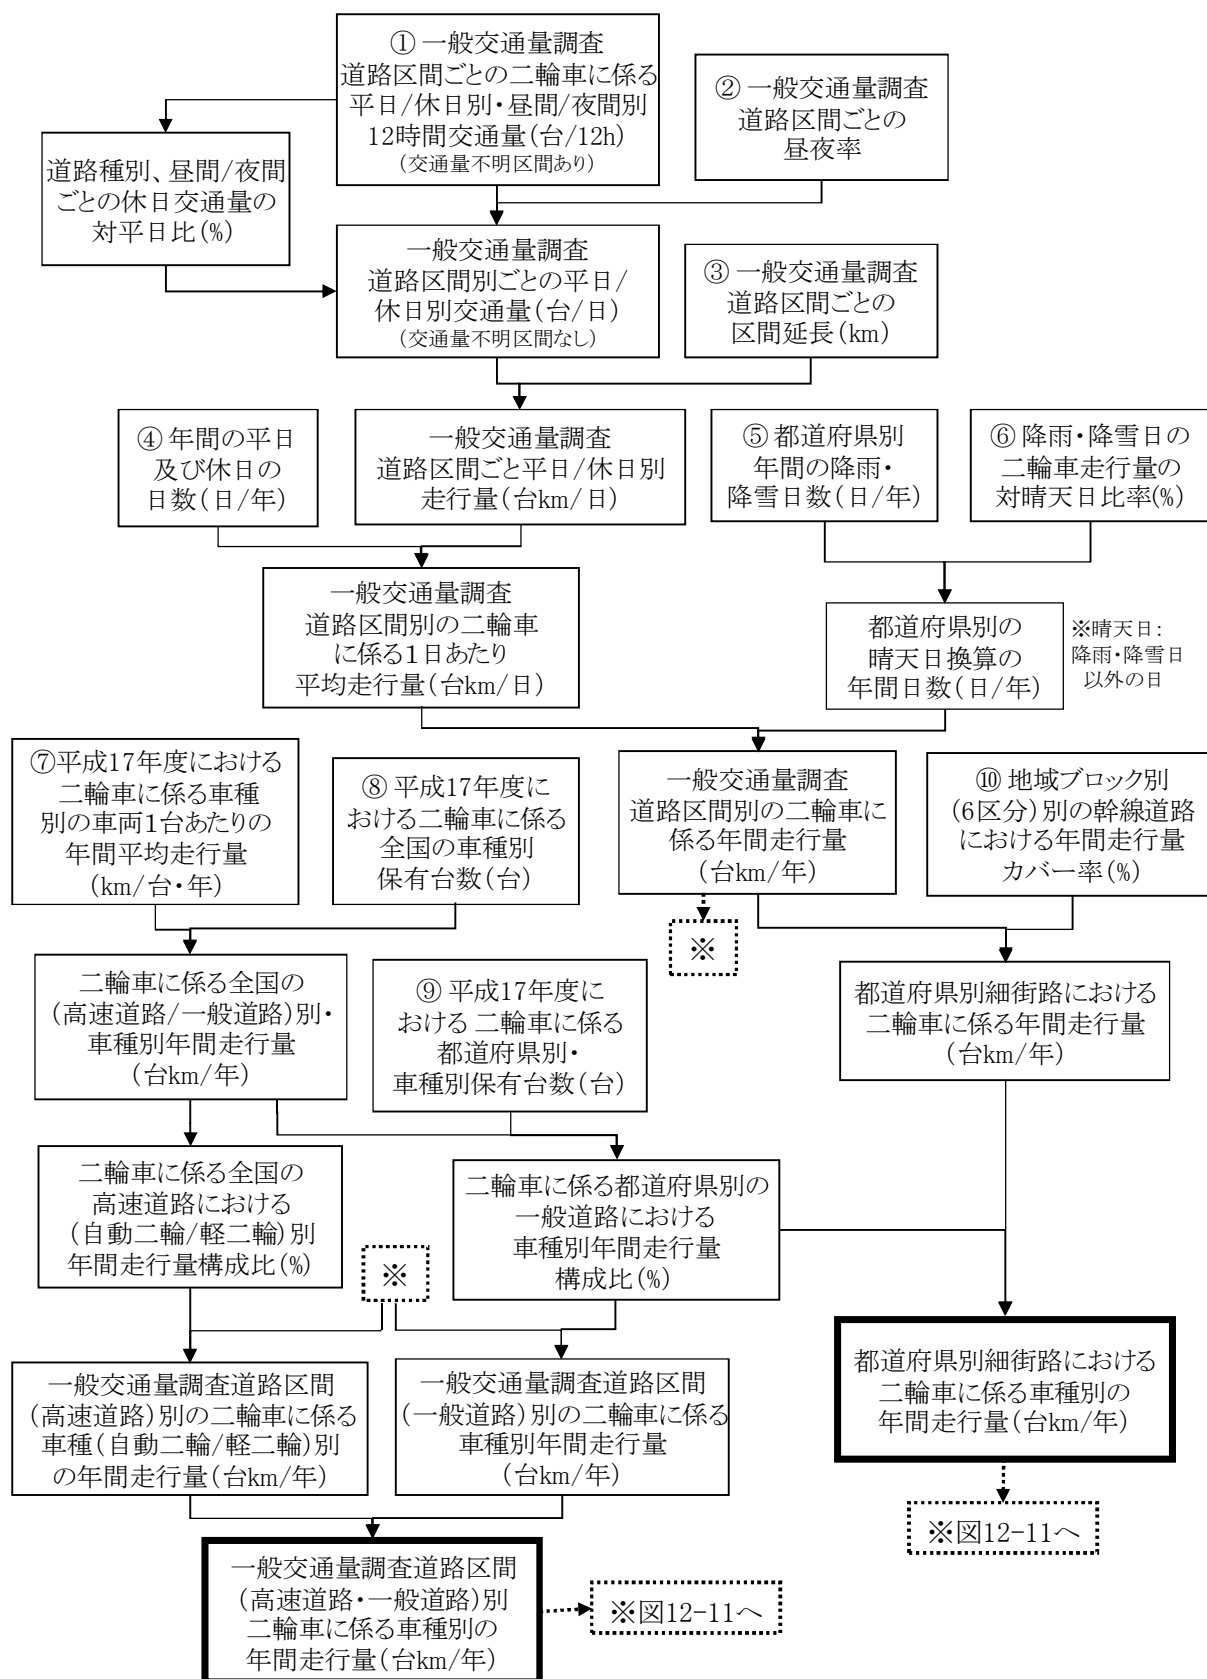 ① 一般交通量調査
道路区間ごとの二輪車に係る
平日/休日別・昼間/夜間別
12時間交通量(台/12h)
(交通量不明区間あり)
② 一般交通量調査
道路区間ごとの
昼夜率
道路種別、昼間/夜間
ごとの休日交通量の
対平日比(%)
一般交通量調査
道路区間別ごとの平日/
休日別交通量(台/日)
(交通量不明区間なし)
③ 一般交通量調査
道路区間ごとの
区間延長(km)
④ 年間の平日
及び休日の
日数(日/年)
一般交通量調査
道路区間ごと平日/休日別
走行量(台km/日)
⑤ 都道府県別
年間の降雨・
降雪日数(日/年)
⑥ 降雨・降雪日の
二輪車走行量の
対晴天日比率(%)
一般交通量調査
道路区間別の二輪車
に係る1日あたり
平均走行量(台km/日)
都道府県別の
晴天日換算の
年間日数(日/年)
※晴天日:
降雨・降雪日
以外の日
⑦平成17年度における
二輪車に係る車種
別の車両1台あたりの
年間平均走行量
(km/台・年)
⑧ 平成17年度に
おける二輪車に係る
全国の車種別
保有台数(台)
一般交通量調査
道路区間別の二輪車に
係る年間走行量
(台km/年)
⑩ 地域ブロック別
(6区分)別の幹線道路
における年間走行量
カバー率(%)
※
二輪車に係る全国の
(高速道路/一般道路)別・
車種別年間走行量
(台km/年)
⑨ 平成17年度に
おける 二輪車に係る
都道府県別・
車種別保有台数(台)
都道府県別細街路における
二輪車に係る年間走行量
(台km/年)
二輪車に係る全国の
高速道路における
(自動二輪/軽二輪)別
年間走行量構成比(%)
※
二輪車に係る都道府県別の
一般道路における
車種別年間走行量
構成比(%)
一般交通量調査道路区間
(高速道路)別の二輪車に係る
車種(自動二輪/軽二輪)別
の年間走行量(台km/年)
一般交通量調査道路区間
(一般道路)別の二輪車に係る
車種別年間走行量
(台km/年)
都道府県別細街路における
二輪車に係る車種別の
年間走行量(台km/年)
※図12-11へ
一般交通量調査道路区間
(高速道路・一般道路)別
二輪車に係る車種別の
年間走行量(台km/年)
※図12-11へ